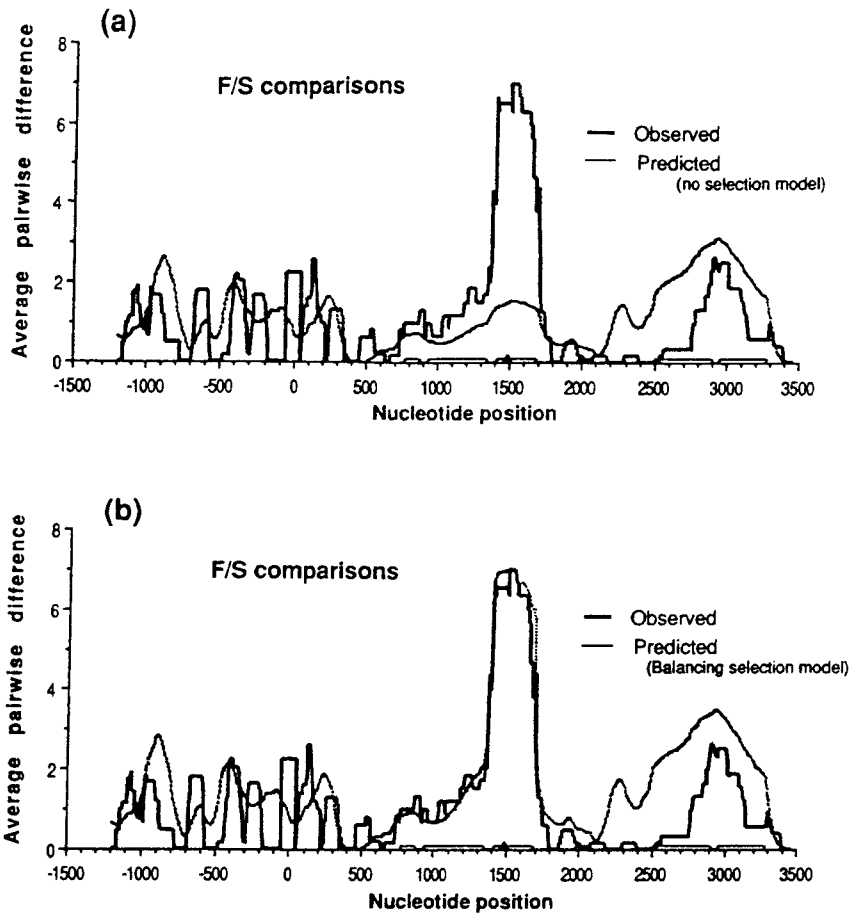 (a)
F/S comparisons
Average pairwise difference
8
6
4
2
0
Observed
Predicted
(no selection model)
-1500 -1000 -500 0 500 1000 1500 2000 2500 3000 3500
Nucleotide position
(b)
F/S comparisons
Average pairwise difference
8
6
4
2
0
Observed
Predicted
(Balancing selection model)
-1500 -1000 -500 0 500 1000 1500 2000 2500 3000 3500
Nucleotide position